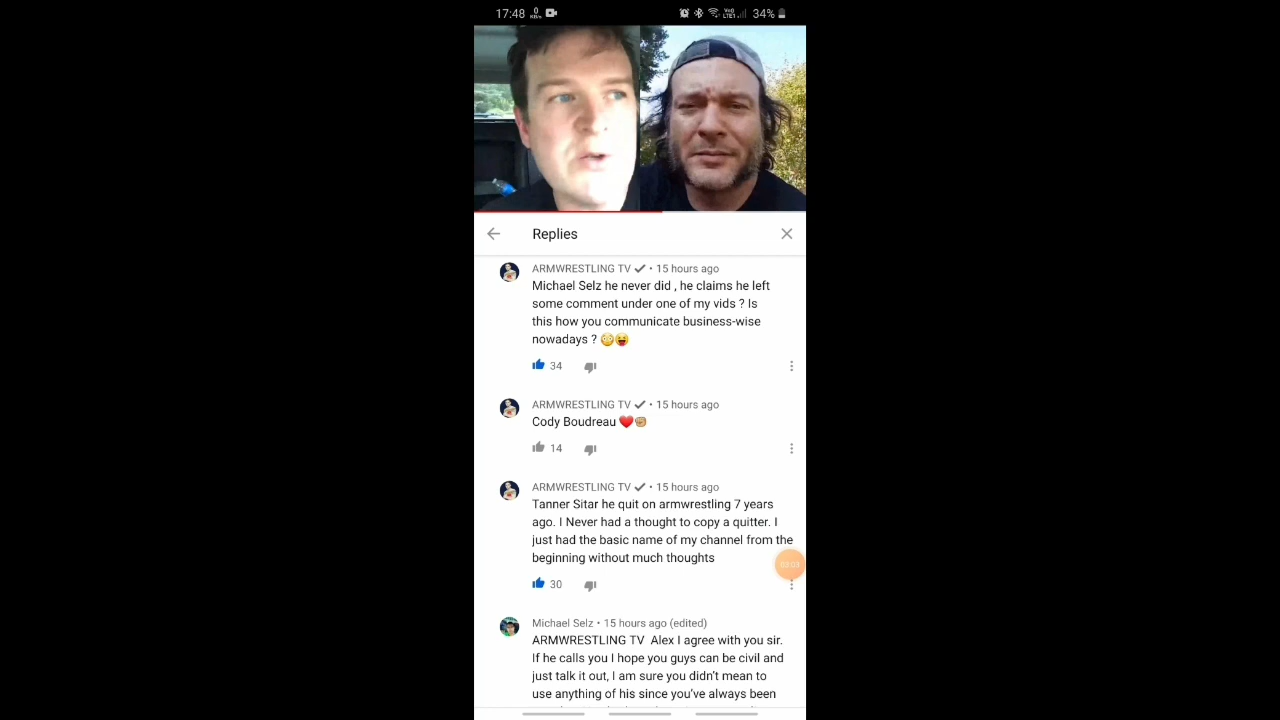 17:48 0 KB/s Vo) LTE1 34%
Replies
ARMWRESTLING TV • 15 hours ago
Michael Selz he never did , he claims he left
some comment under one of my vids ? Is
this how you communicate business-wise
nowadays ? 😳😝
34
ARMWRESTLING TV • 15 hours ago
Cody Boudreau ❤️✊🏼
14
ARMWRESTLING TV • 15 hours ago
Tanner Sitar he quit on armwrestling 7 years
ago. I Never had a thought to copy a quitter. I
just had the basic name of my channel from the
beginning without much thoughts
02:03
30
Michael Selz • 15 hours ago (edited)
ARMWRESTLING TV Alex I agree with you sir.
If he calls you I hope you guys can be civil and
just talk it out, I am sure you didn't mean to
use anything of his since you've always been